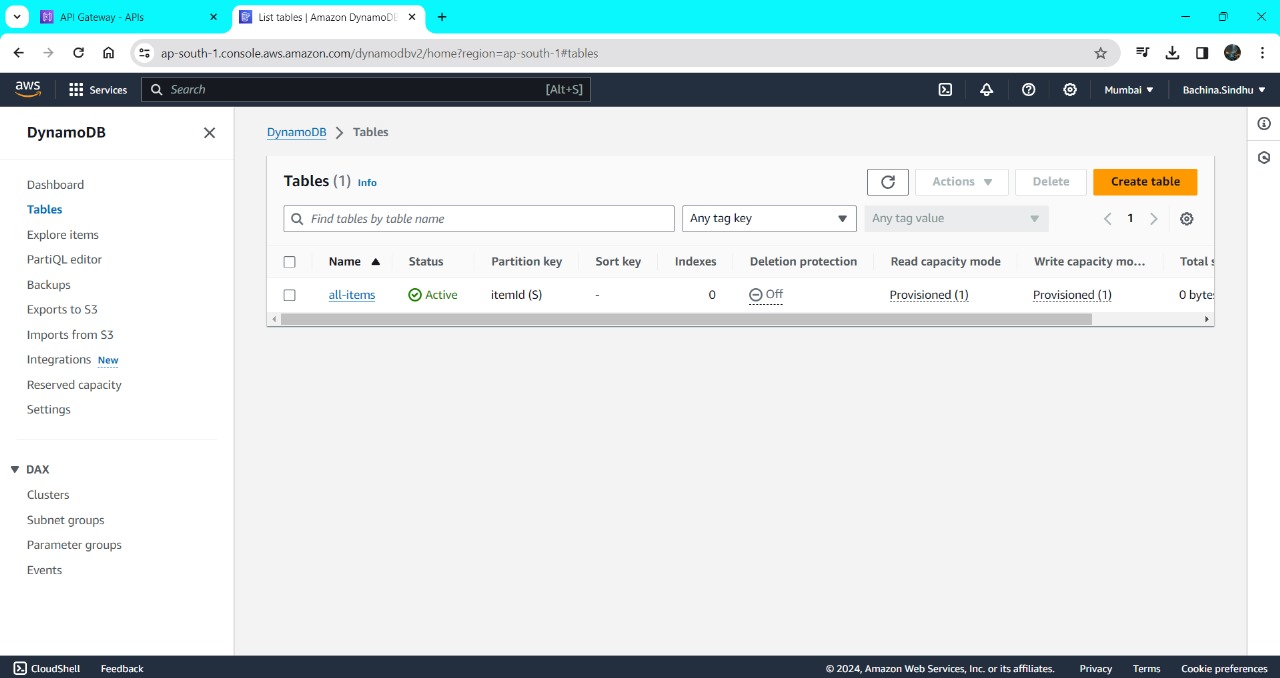 API Gateway - APIs
List tables | Amazon DynamoDB
ap-south-1.console.aws.amazon.com/dynamodbv2/home?region=ap-south-1#tables
aws Services Search [Alt+S] Mumbai Bachina.Sindhu
DynamoDB
DynamoDB Tables
Dashboard
Tables
Explore items
PartiQL editor
Backups
Exports to S3
Imports from S3
Integrations New
Reserved capacity
Settings
DAX
Clusters
Subnet groups
Parameter groups
Events
Tables (1) Info Actions Delete Create table
Find tables by table name Any tag key Any tag value 1
Name Status Partition key Sort key Indexes Deletion protection Read capacity mode Write capacity mo... Total s
all-items Active itemId (S) - 0 Off Provisioned (1) Provisioned (1) 0 byte
CloudShell Feedback © 2024, Amazon Web Services, Inc. or its affiliates. Privacy Terms Cookie preferences